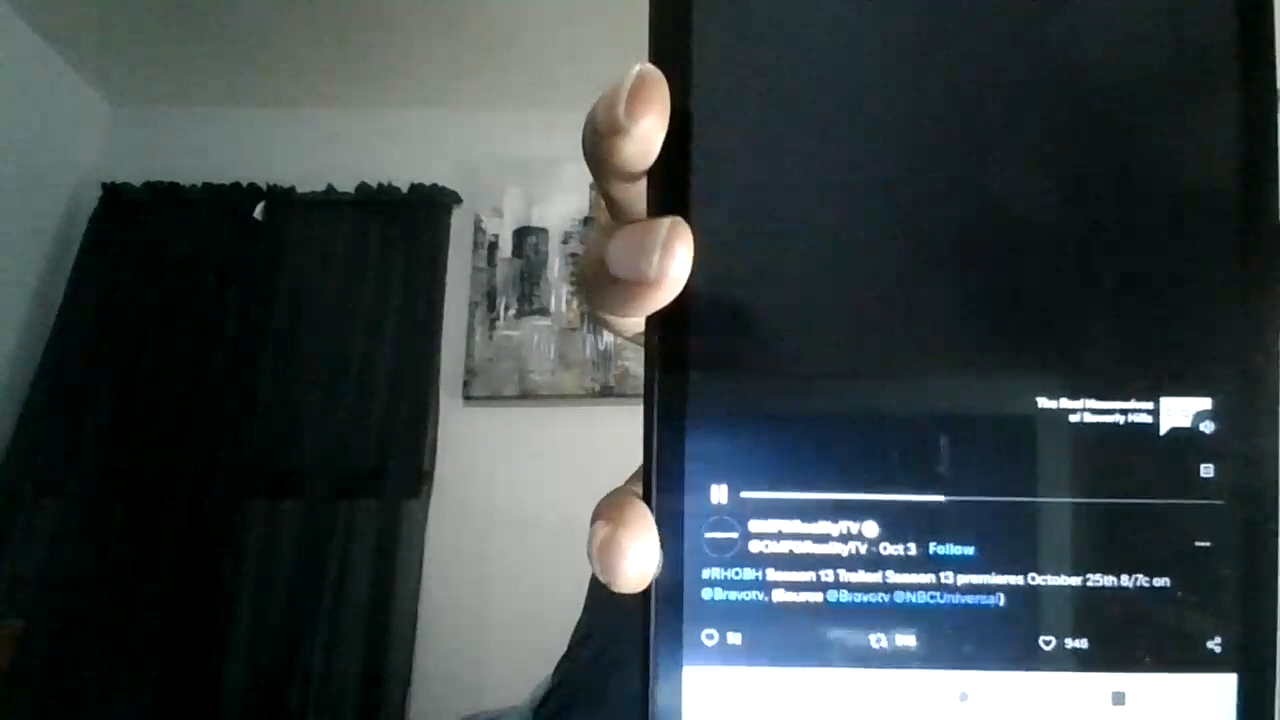 The Real Housewives
of Beverly Hills
OMFGRealityTV
@OMFGRealityTV · Oct 3 Follow
#RHOBH Season 13 Trailer! Season 13 premieres October 25th 8/7c on
@Bravotv. (Source @Bravotv @NBCUniversal)